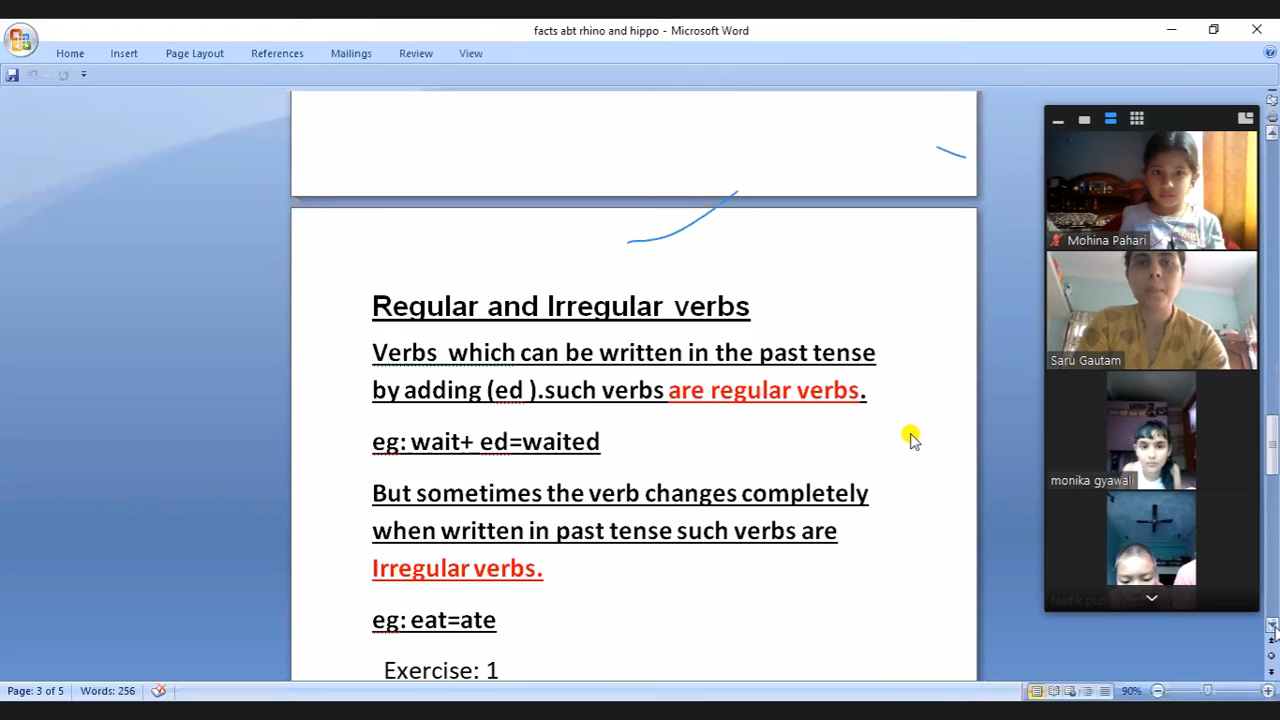 facts abt rhino and hippo - Microsoft Word
Home Insert Page Layout References Mailings Review View
Mohina Pahari
Saru Gautam
monika gyawali
Naitik pun
Regular and Irregular verbs
Verbs which can be written in the past tense
by adding (ed ).such verbs are regular verbs.
eg: wait+ ed=waited
But sometimes the verb changes completely
when written in past tense such verbs are
Irregular verbs.
eg: eat=ate
Exercise: 1
Page: 3 of 5 Words: 256 90%